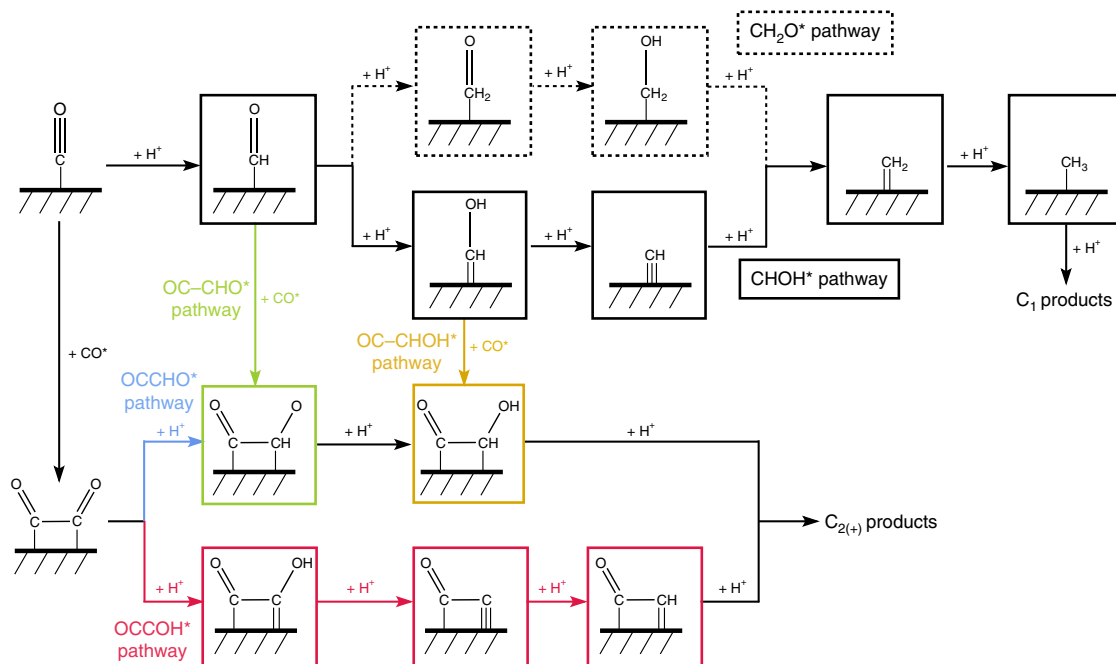 O
OH
CH₂O* pathway
+ H⁺
+ H⁺
+ H⁺
CH₂
CH₂
O
O
C
+ H⁺
CH
CH₂
+ H⁺
CH₃
OH
+ H⁺
+ H⁺
+ H⁺
+ H⁺
CH
CH
CHOH* pathway
C₁ products
OC–CHO*
pathway
+ CO*
OC–CHOH*
pathway
+ CO*
+ CO*
OCCHO*
pathway
O
O
O
OH
+ H⁺
C
CH
+ H⁺
C
CH
+ H⁺
O
O
C
C
C₂₍₊₎ products
O
OH
O
O
+ H⁺
C
C
+ H⁺
C
C
+ H⁺
C
CH
+ H⁺
OCCOH*
pathway